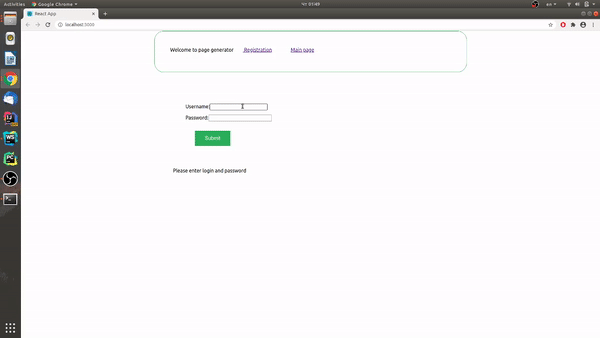 Activities
Google Chrome
Чт 01:49
en
React App
localhost:3000
Welcome to page generator Registration Main page
Username:
Password:
Submit
Please enter login and password